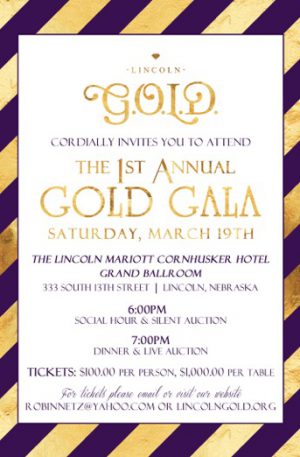 ·LINCOLN·
G.O.L.D.
CORDIALLY INVITES YOU TO ATTEND
THE 1ST ANNUAL
GOLD GALA
SATURDAY, MARCH 19TH
THE LINCOLN MARIOTT CORNHUSKER HOTEL
GRAND BALLROOM
333 SOUTH 13TH STREET | LINCOLN, NEBRASKA
6:00PM
SOCIAL HOUR & SILENT AUCTION
7:00PM
DINNER & LIVE AUCTION
TICKETS: $100.00 PER PERSON, $1,000.00 PER TABLE
For tickets please email or visit our website
ROBINNETZ@YAHOO.COM OR LINCOLNGOLD.ORG